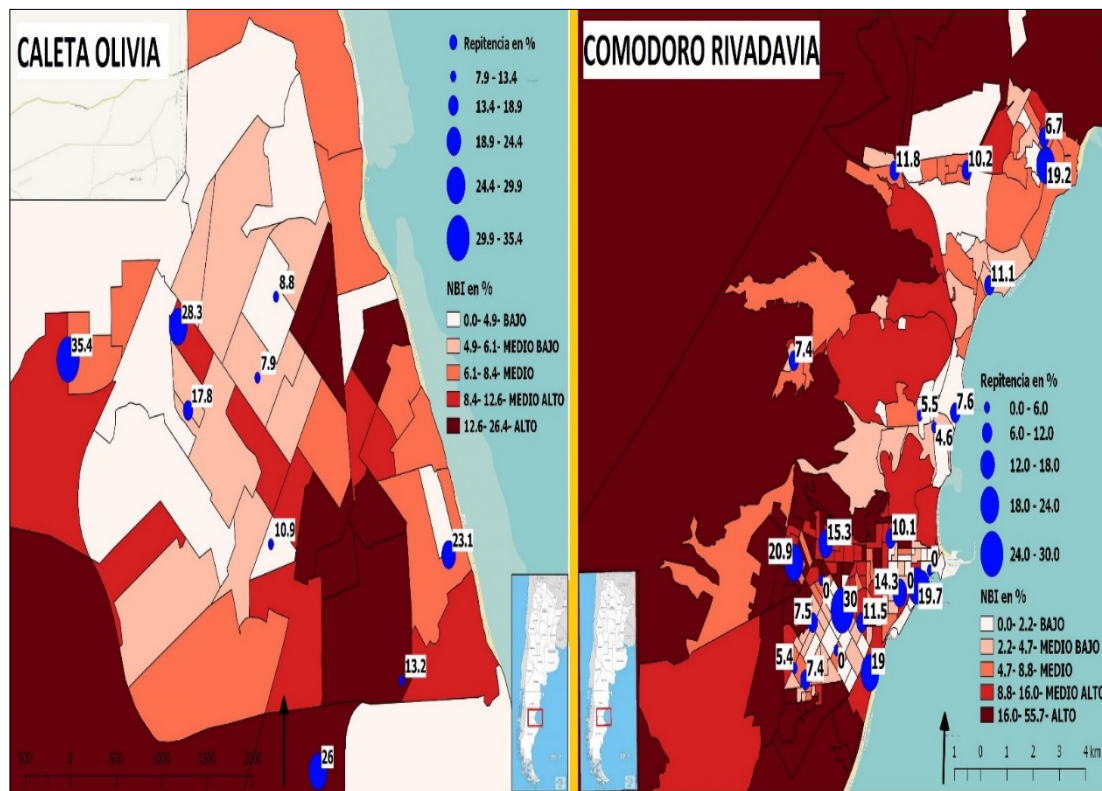 CALETA OLIVIA
Repitencia en %
7.9 - 13.4
13.4 - 18.9
18.9 - 24.4
24.4 - 29.9
29.9 - 35.4
NBI en %
0.0- 4.9- BAJO
4.9- 6.1- MEDIO BAJO
6.1- 8.4- MEDIO
8.4- 12.6- MEDIO ALTO
12.6- 26.4- ALTO
8.8
28.3
35.4
7.9
17.8
10.9
23.1
13.2
26
500 0 500 1000 1500 2000
COMODORO RIVADAVIA
6.7
11.8
10.2
19.2
11.1
7.4
5.5
7.6
4.6
15.3
10.1
20.9
0
0
14.3
0
19.7
30
7.5
11.5
0
5.4
7.4
19
Repitencia en %
0.0 - 6.0
6.0 - 12.0
12.0 - 18.0
18.0 - 24.0
24.0 - 30.0
NBI en %
0.0- 2.2- BAJO
2.2- 4.7- MEDIO BAJO
4.7- 8.8- MEDIO
8.8- 16.0- MEDIO ALTO
16.0- 55.7- ALTO
1 0 1 2 3 4 km